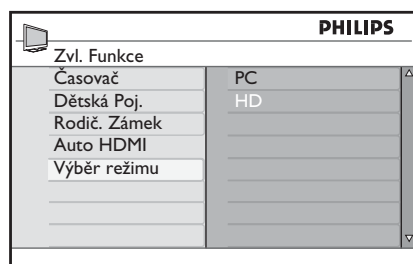 PHILIPS
Zvl. Funkce
Časovač
Dětská Poj.
Rodič. Zámek
Auto HDMI
Výběr režimu
PC
HD